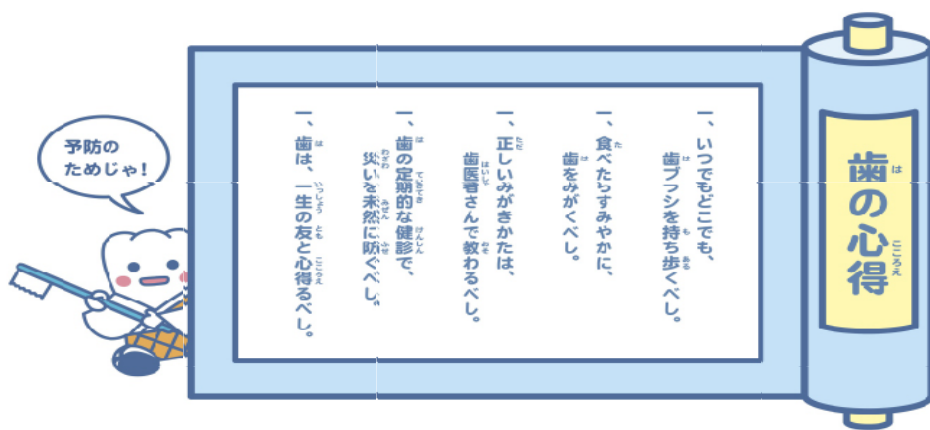 歯の心得
一、いつでもどこでも、
歯ブラシを持ち歩くべし。
一、食べたらすみやかに、
歯をみがくべし。
一、正しいみがきかたは、
歯医者さんで教わるべし。
一、歯の定期的な健診で、
災いを未然に防ぐべし。
一、歯は、一生の友と心得るべし。
予防の
ためじゃ!